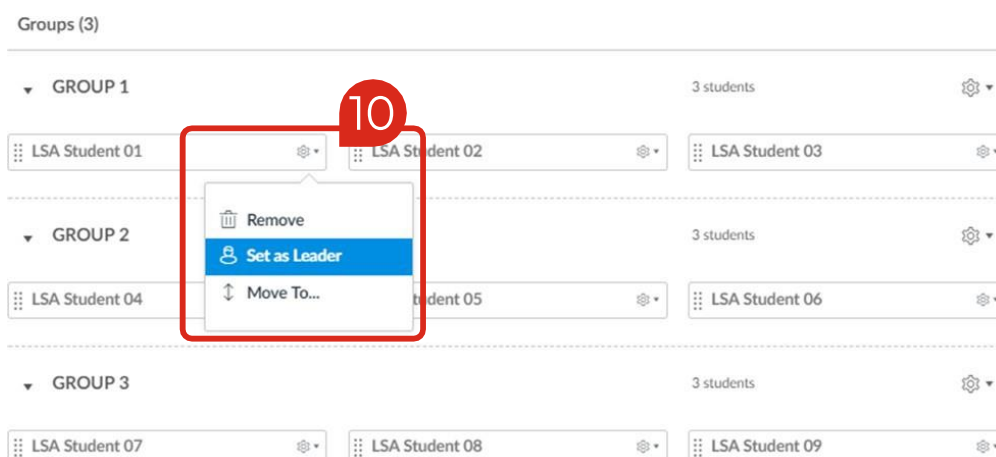 Groups (3)
GROUP 1 3 students
10
LSA Student 01 LSA Student 02 LSA Student 03
Remove
GROUP 2 3 students
Set as Leader
LSA Student 04 Move To... tudent 05 LSA Student 06
GROUP 3 3 students
LSA Student 07 LSA Student 08 LSA Student 09